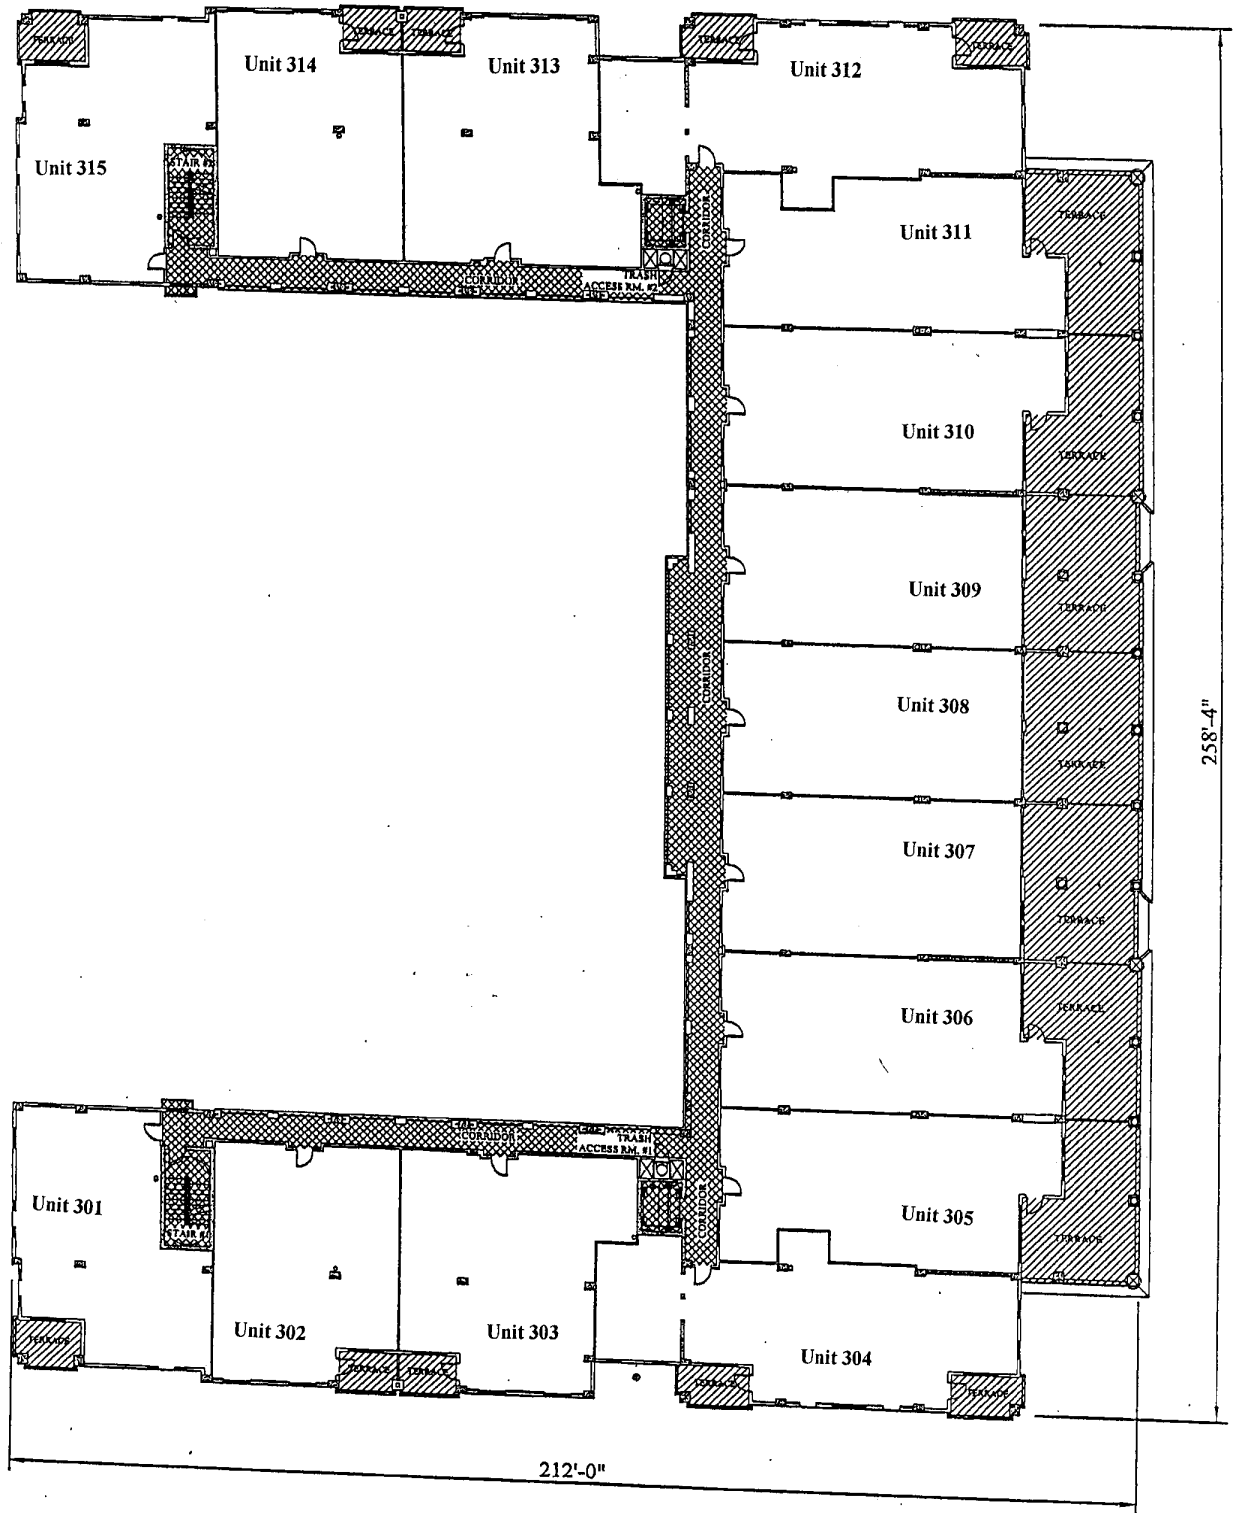 TERRACE
Unit 314
TERRACE
TERRACE
Unit 313
TERRACE
Unit 312
TERRACE
Unit 315
STAIR #2
CORRIDOR
TERRACE
Unit 311
CORRIDOR
TRASH
ACCESS RM. #2
Unit 310
TERRACE
Unit 309
TERRACE
CORRIDOR
Unit 308
258'-4"
TERRACE
Unit 307
TERRACE
Unit 306
TERRACE
CORRIDOR
TRASH
ACCESS RM. #1
Unit 301
STAIR #1
CORRIDOR
Unit 305
TERRACE
TERRACE
Unit 302
Unit 303
Unit 304
TERRACE
TERRACE
TERRACE
TERRACE
212'-0"